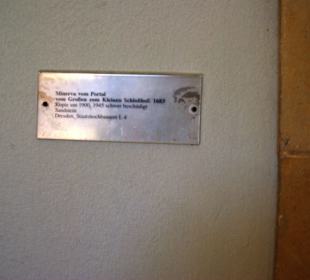 Minerva vom Portal
vom Großen zum Kleinen Schloßhof: 1683
Kopie um 1900, 1945 schwer beschädigt
Sandstein
Dresden, Staatshochbauamt I. 4